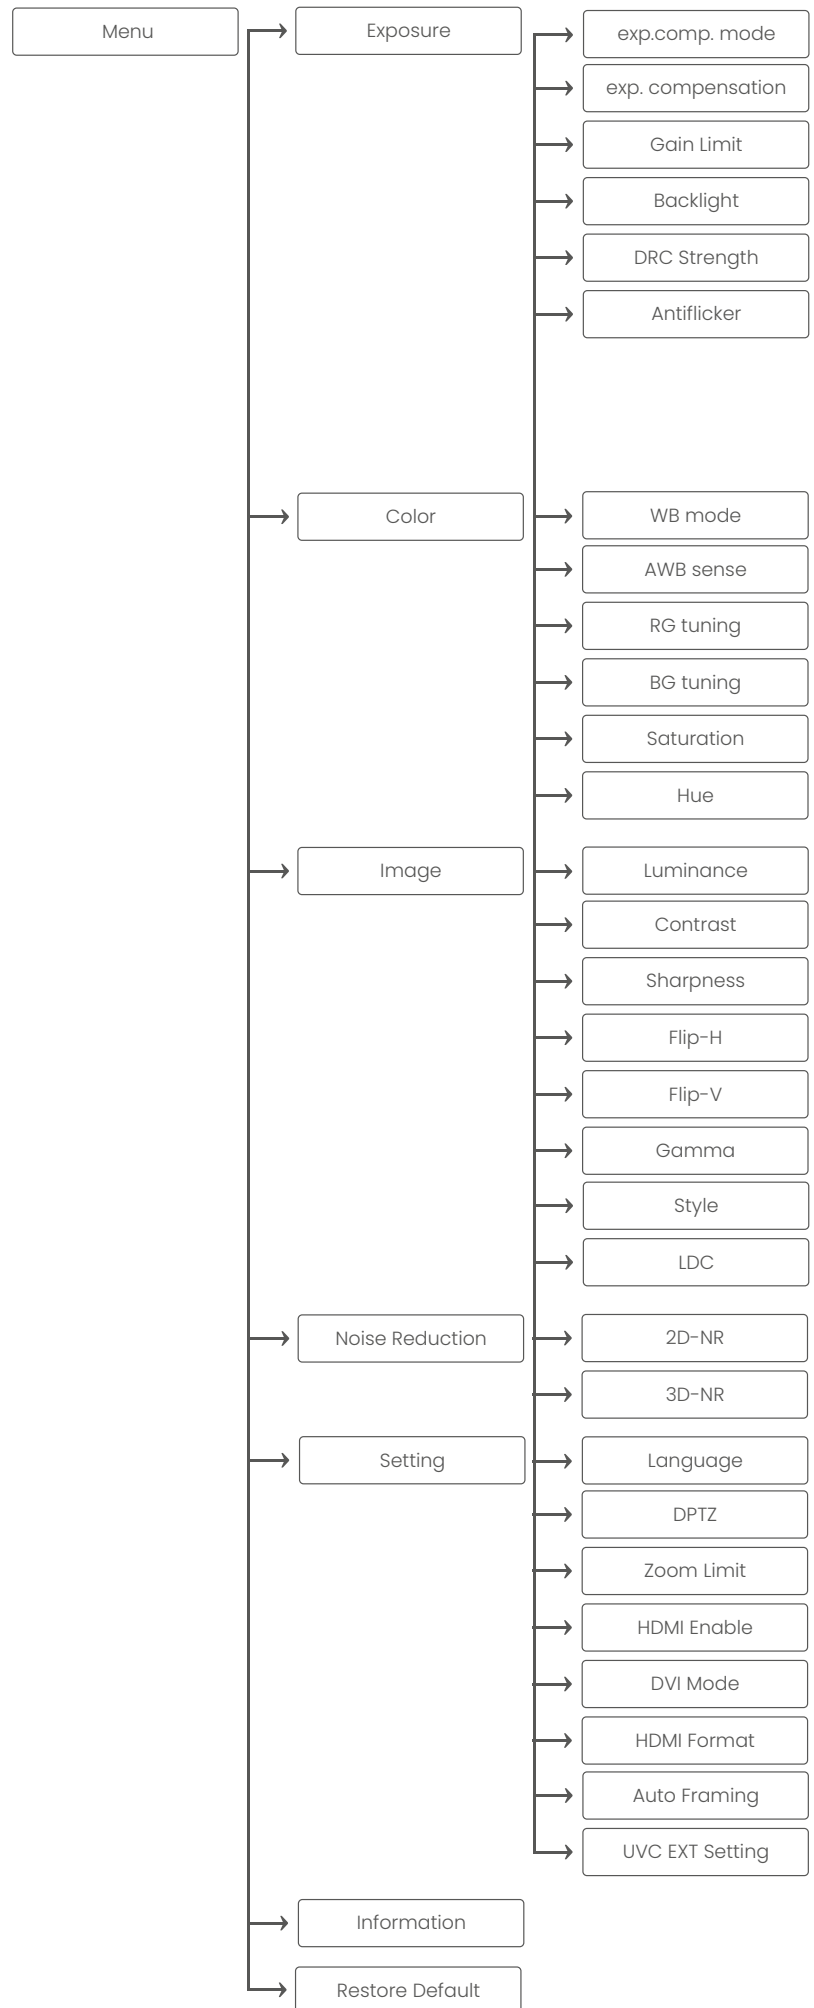 Menu
Exposure
exp.comp. mode
exp. compensation
Gain Limit
Backlight
DRC Strength
Antiflicker
Color
WB mode
AWB sense
RG tuning
BG tuning
Saturation
Hue
Image
Luminance
Contrast
Sharpness
Flip-H
Flip-V
Gamma
Style
LDC
Noise Reduction
2D-NR
3D-NR
Setting
Language
DPTZ
Zoom Limit
HDMI Enable
DVI Mode
HDMI Format
Auto Framing
UVC EXT Setting
Information
Restore Default